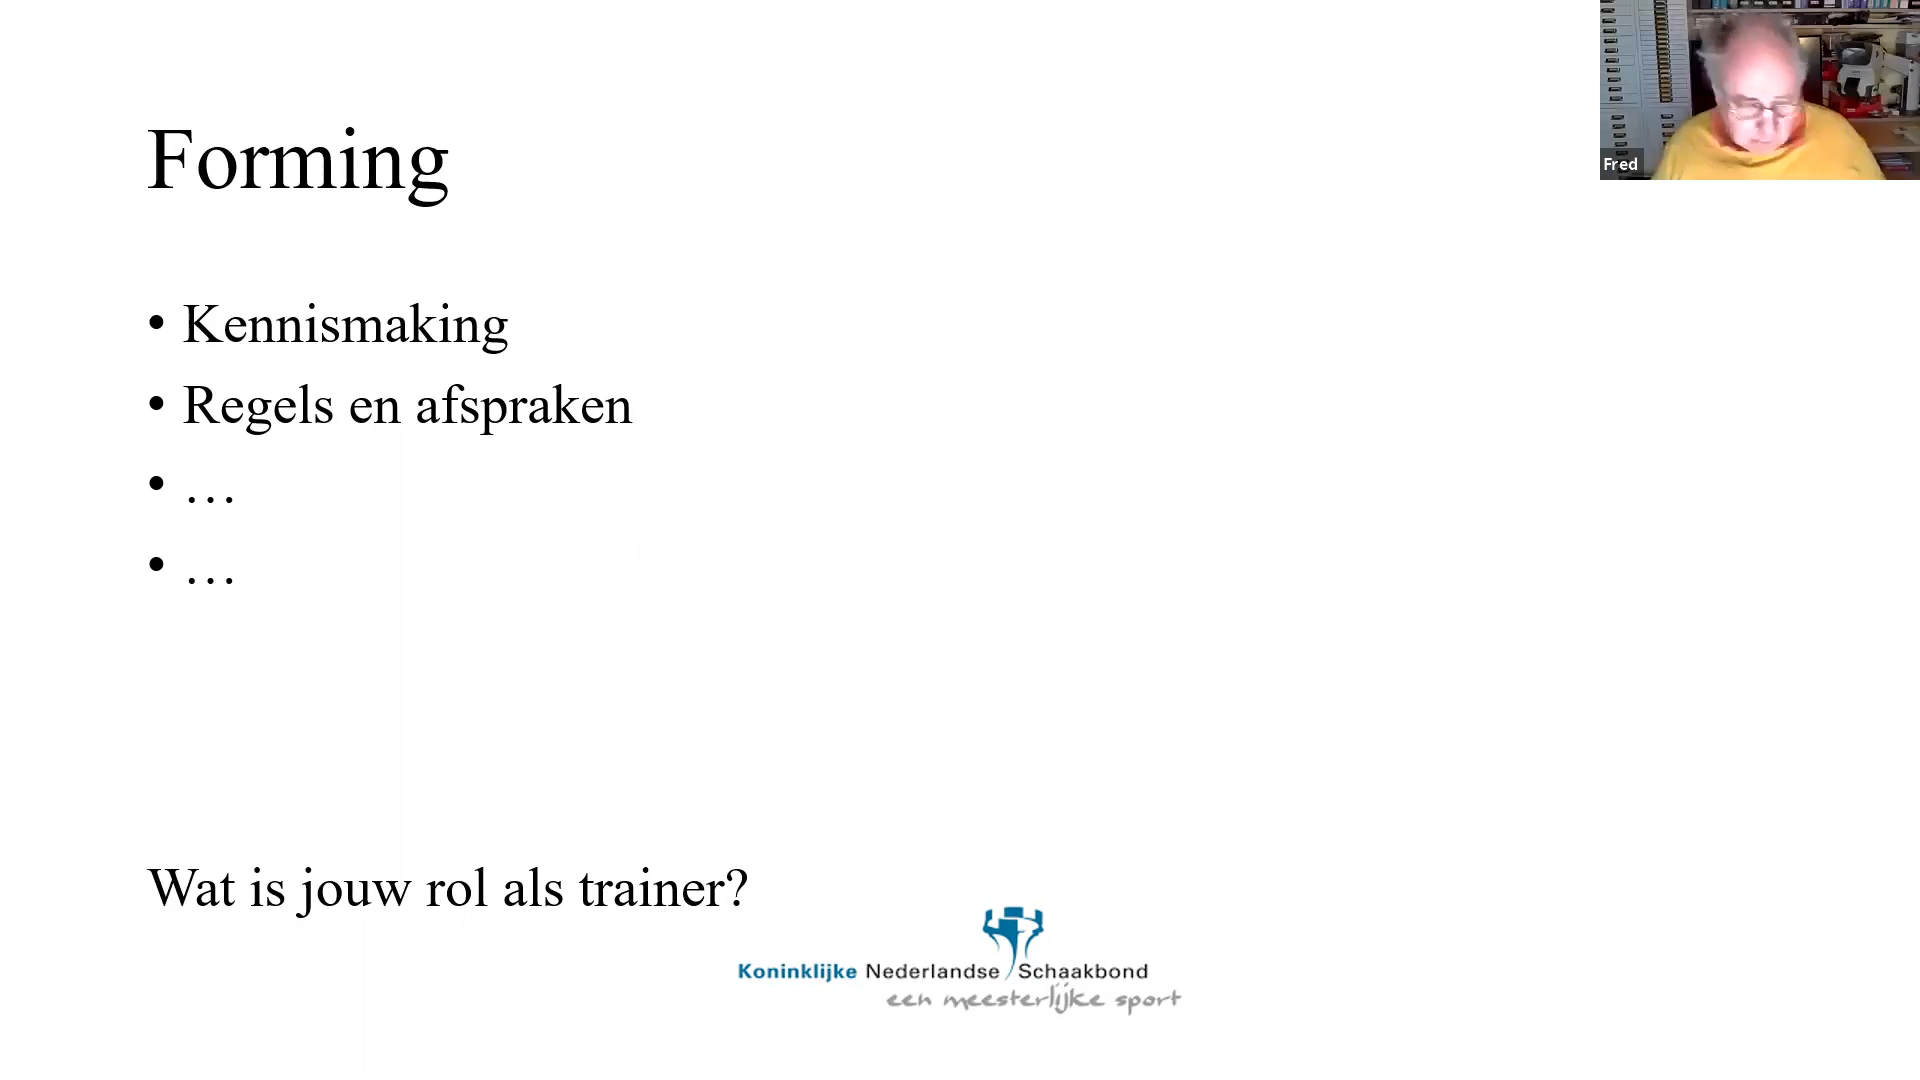 Forming
• Kennismaking
• Regels en afspraken
• …
• …
Wat is jouw rol als trainer?
Koninklijke Nederlandse Schaakbond
een meesterlijke sport
Fred